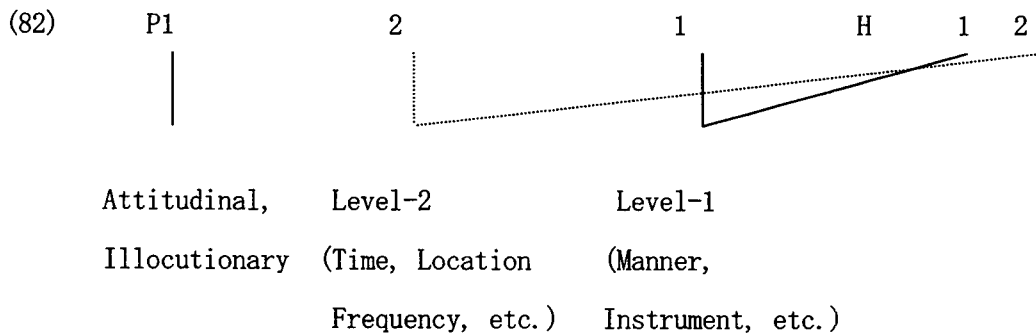 (82) P1 2 1 H 1 2
Attitudinal, Level-2 Level-1
Illocutionary (Time, Location (Manner,
Frequency, etc.) Instrument, etc.)